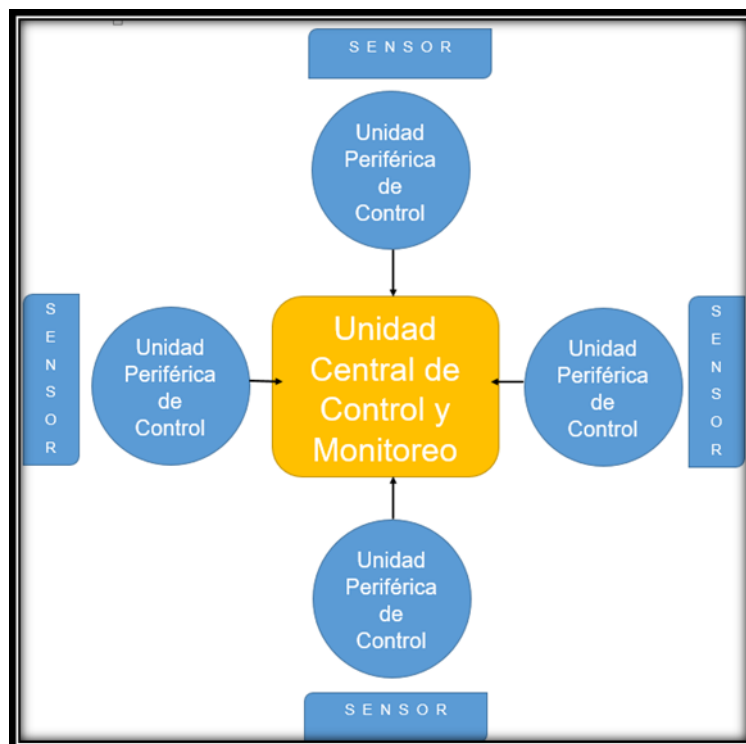 SENSOR
Unidad
Periférica
de
Control
S
E
N
S
O
R
Unidad
Periférica
de
Control
Unidad
Central de
Control y
Monitoreo
Unidad
Periférica
de
Control
S
E
N
S
O
R
Unidad
Periférica
de
Control
SENSOR